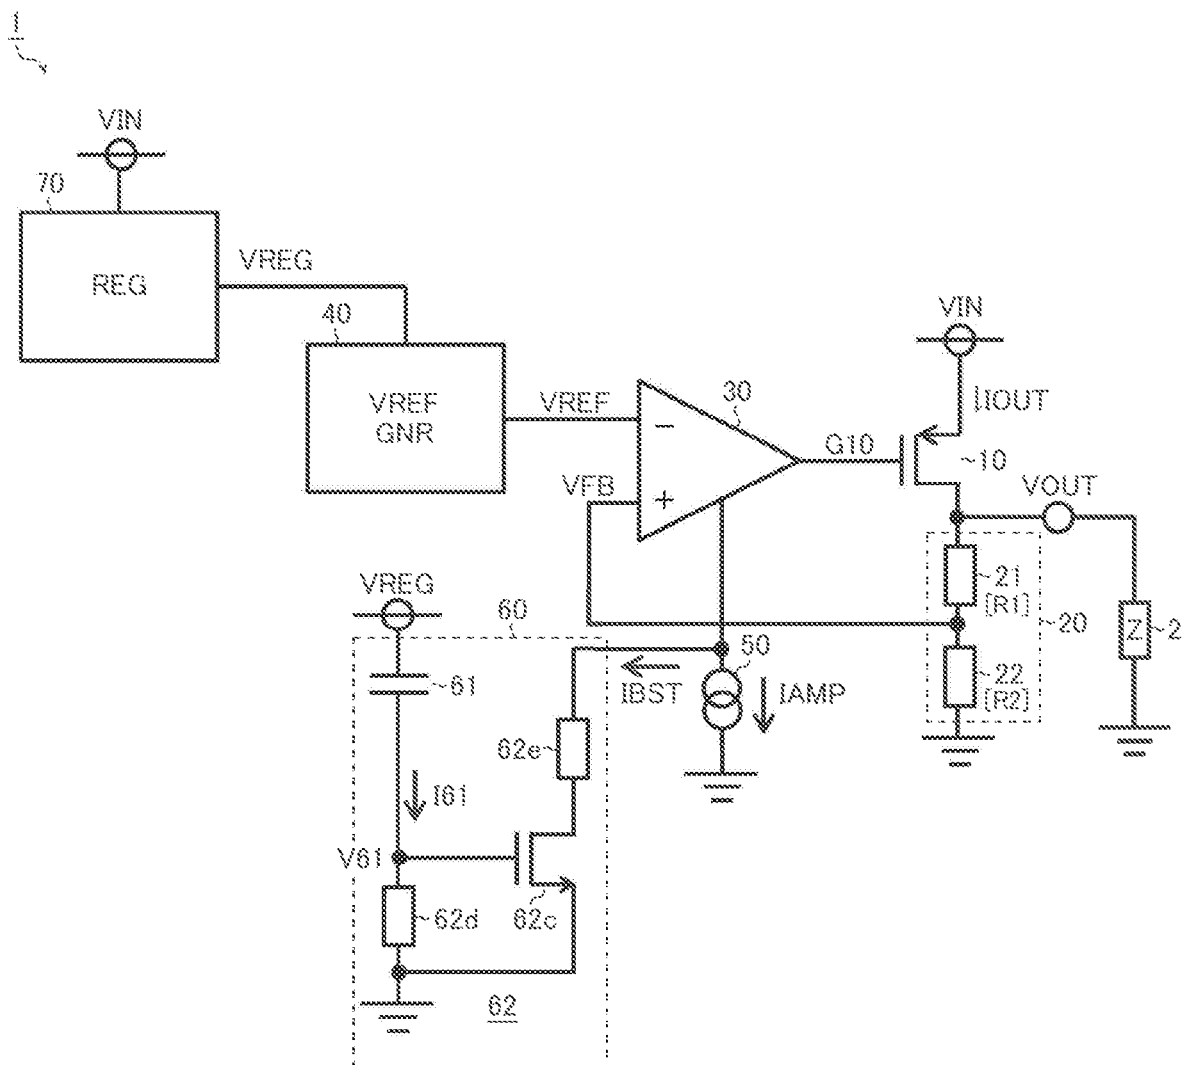 1
VIN
70
REG
VREG
40
VREF
GNR
VREF
VFB
−
+
30
G10
VIN
IOUT
10
VOUT
21
[R1]
20
22
[R2]
Z
2
VREG
60
61
IBST
50
IAMP
62e
I61
V61
62d
62c
62